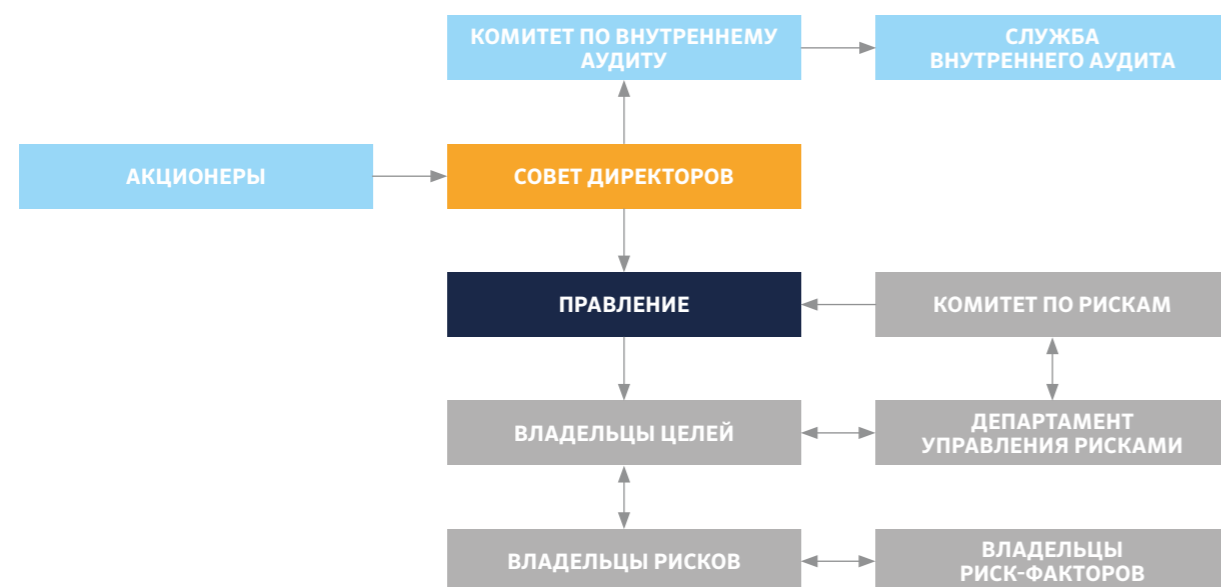 КОМИТЕТ ПО ВНУТРЕННЕМУ
АУДИТУ
СЛУЖБА
ВНУТРЕННЕГО АУДИТА
АКЦИОНЕРЫ
СОВЕТ ДИРЕКТОРОВ
ПРАВЛЕНИЕ
КОМИТЕТ ПО РИСКАМ
ВЛАДЕЛЬЦЫ ЦЕЛЕЙ
ДЕПАРТАМЕНТ
УПРАВЛЕНИЯ РИСКАМИ
ВЛАДЕЛЬЦЫ РИСКОВ
ВЛАДЕЛЬЦЫ
РИСК-ФАКТОРОВ